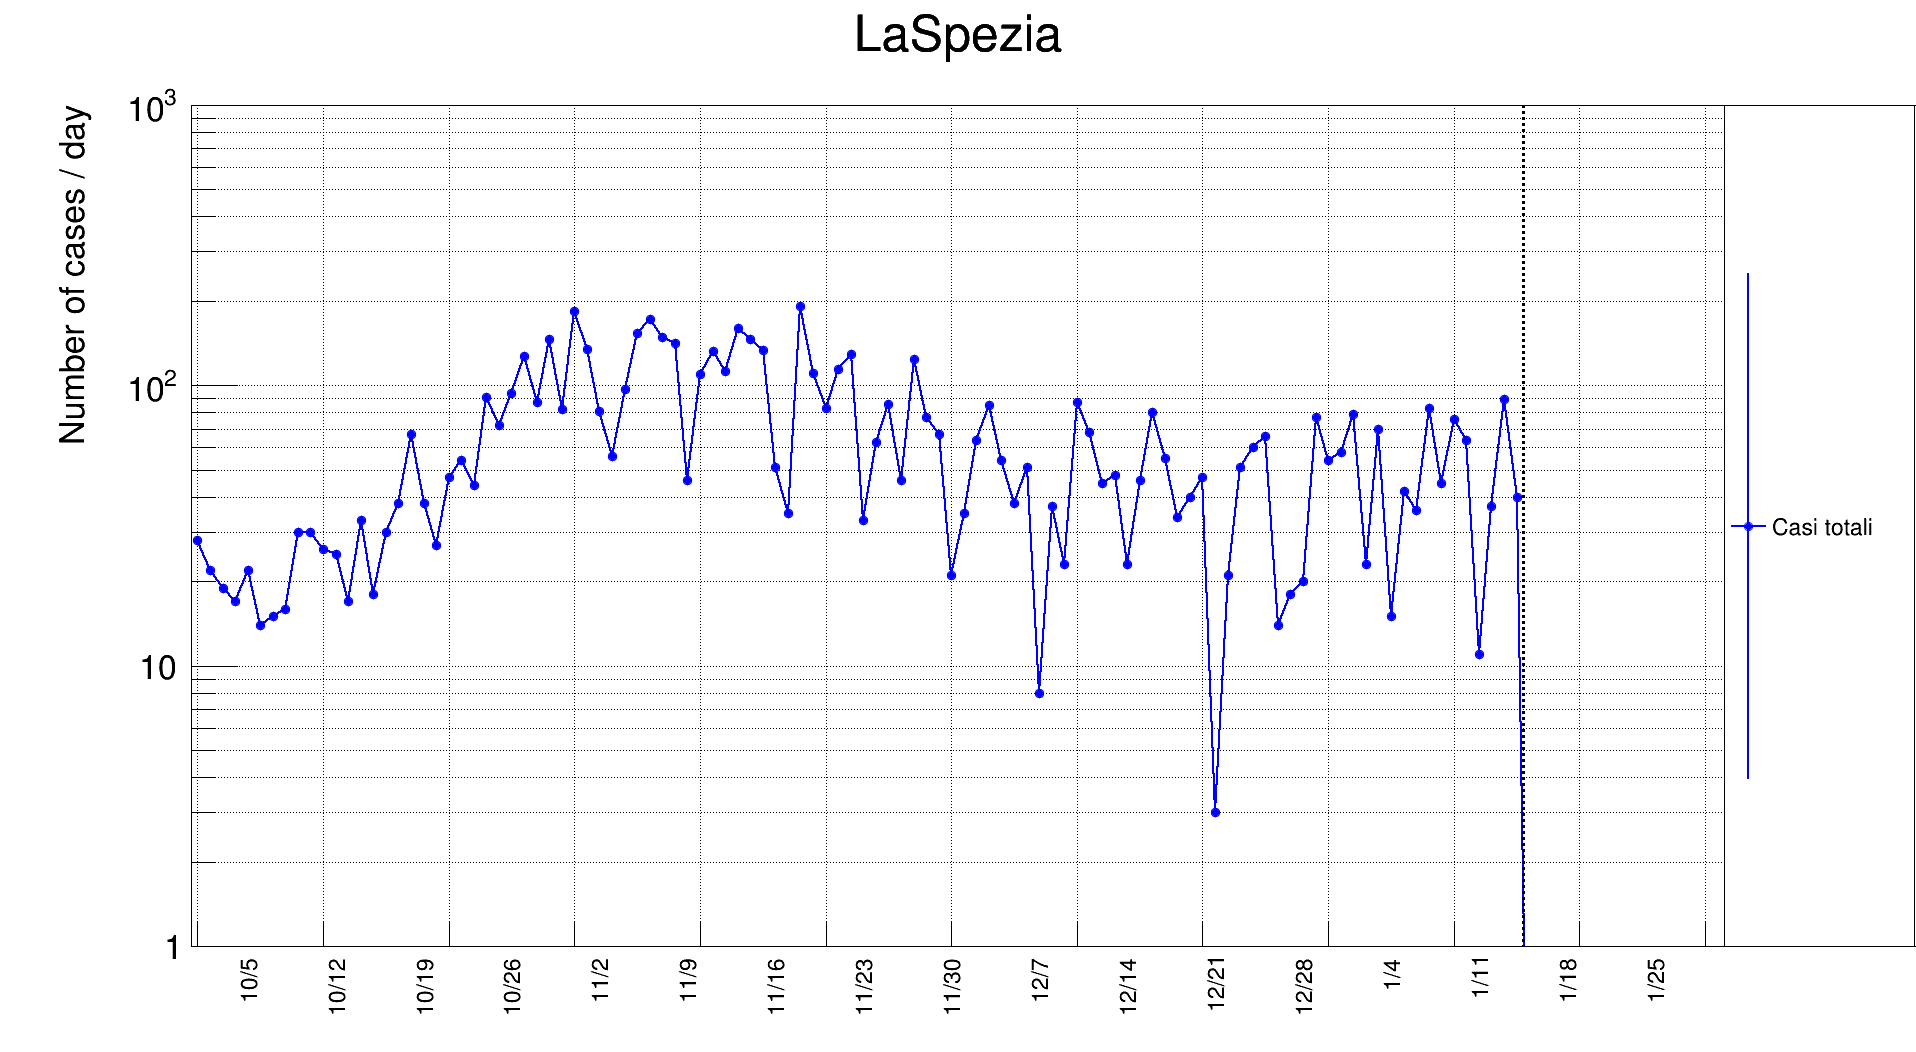 LaSpezia
Number of cases / day
10³
10²
10
1
10/5 10/12 10/19 10/26 11/2 11/9 11/16 11/23 11/30 12/7 12/14 12/21 12/28 1/4 1/11 1/18 1/25
Casi totali